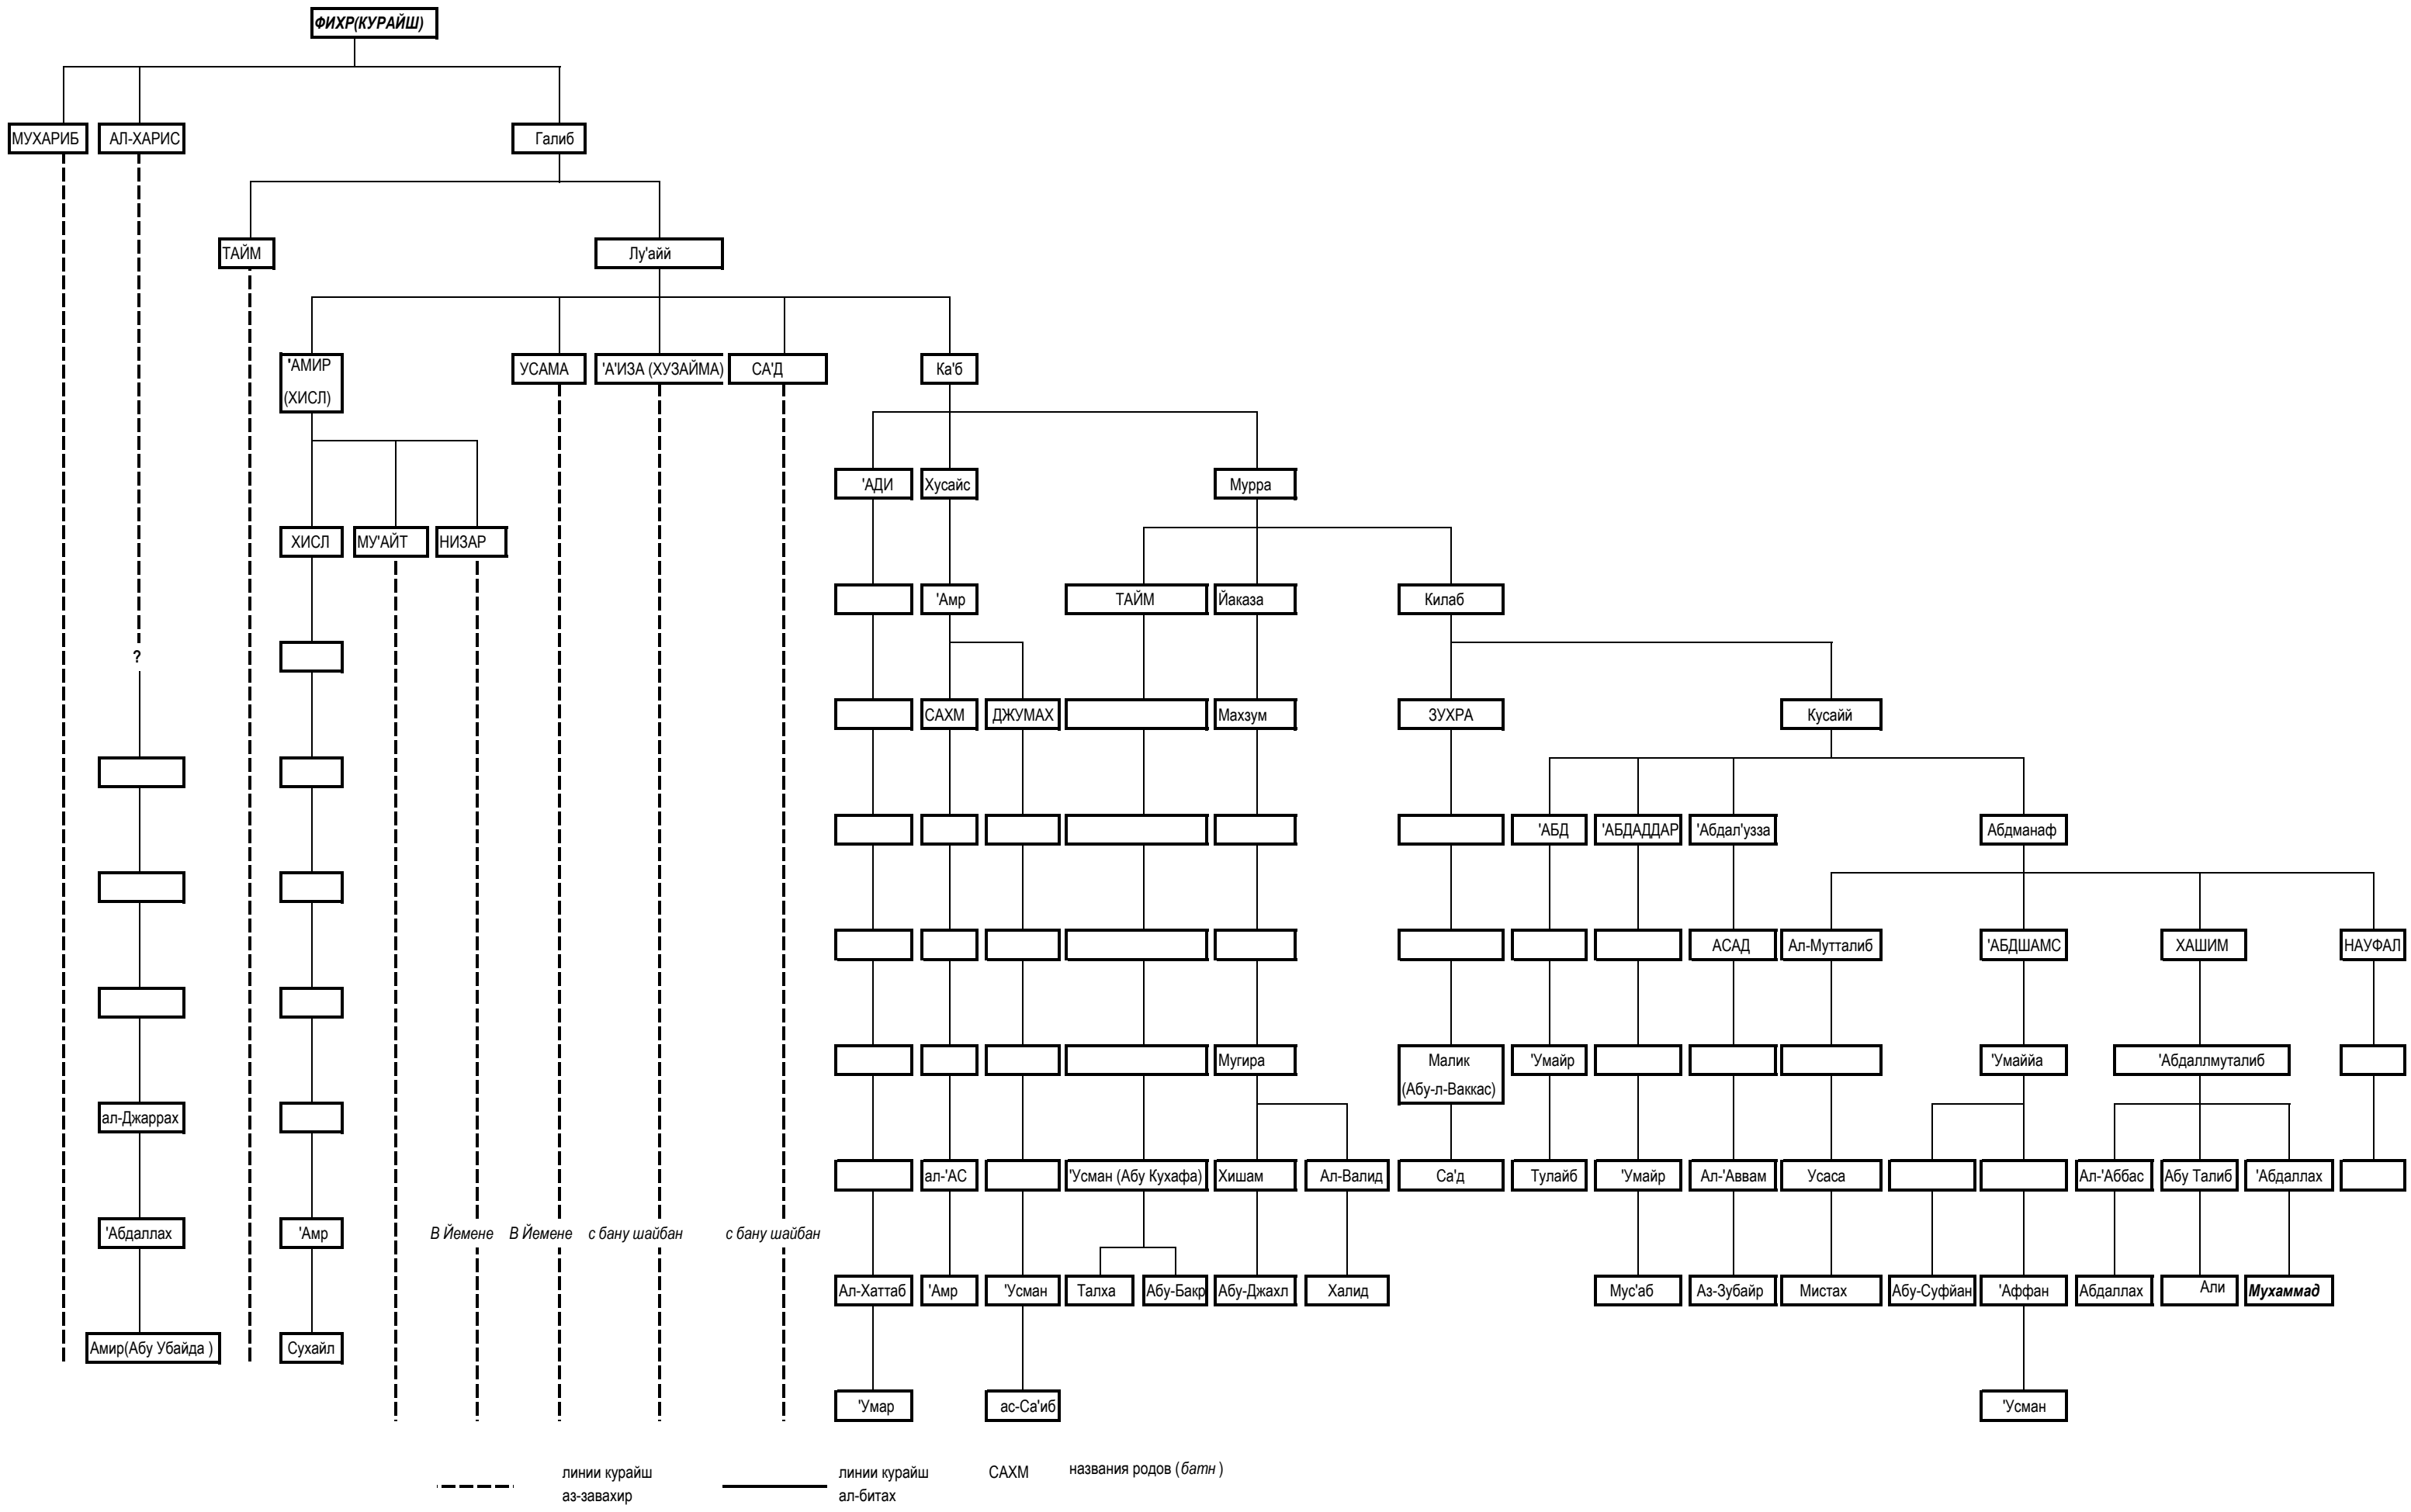 ФИХР(КУРАЙШ)
МУХАРИБ
АЛ-ХАРИС
Галиб
ТАЙМ
Лу'айй
'АМИР
(ХИСЛ)
УСАМА
'А'ИЗА (ХУЗАЙМА)
СА'Д
Ка'б
'АДИ
Хусайс
Мурра
ХИСЛ
МУ'АЙТ
НИЗАР
'Амр
ТАЙМ
Йаказа
Килаб
?
САХМ
ДЖУМАХ
Махзум
ЗУХРА
Кусайй
'АБД
'АБДАДДАР
'Абдал'узза
Абдманаф
АСАД
Ал-Мутталиб
'АБДШАМС
ХАШИМ
НАУФАЛ
Мугира
Малик
(Абу-л-Ваккас)
'Умайр
'Умаййа
'Абдаллмуталиб
ал-Джаррах
ал-'АС
'Усман (Абу Кухафа)
Хишам
Ал-Валид
Са'д
Тулайб
'Умайр
Ал-'Аввам
Усаса
Ал-'Аббас
Абу Талиб
'Абдаллах
'Абдаллах
'Амр
В Йемене
В Йемене
с бану шайбан
с бану шайбан
Ал-Хаттаб
'Амр
'Усман
Талха
Абу-Бакр
Абу-Джахл
Халид
Мус'аб
Аз-Зубайр
Мистах
Абу-Суфйан
'Аффан
Абдаллах
Али
Мухаммад
Амир(Абу Убайда )
Сухайл
'Умар
ас-Са'иб
'Усман
линии курайш
аз-завахир
линии курайш
ал-битах
САХМ
названия родов (батн )